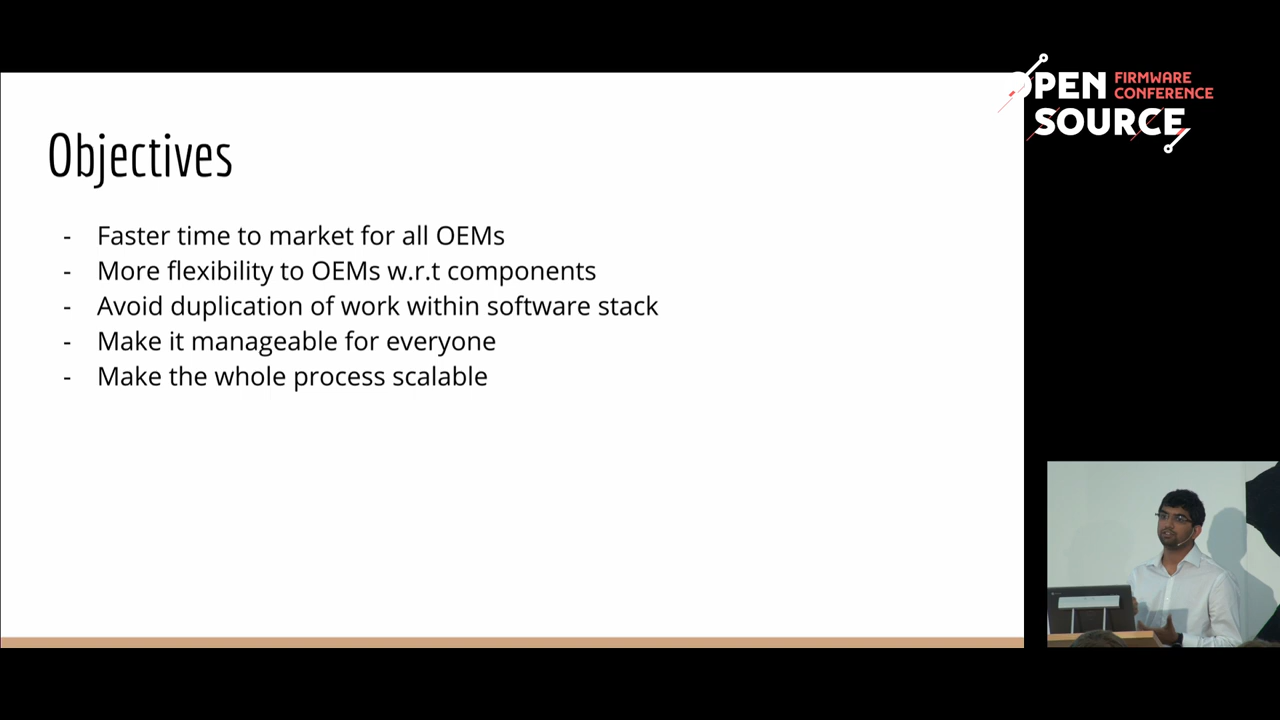 Objectives
- Faster time to market for all OEMs
- More flexibility to OEMs w.r.t components
- Avoid duplication of work within software stack
- Make it manageable for everyone
- Make the whole process scalable
OPEN FIRMWARE
CONFERENCE
SOURCE